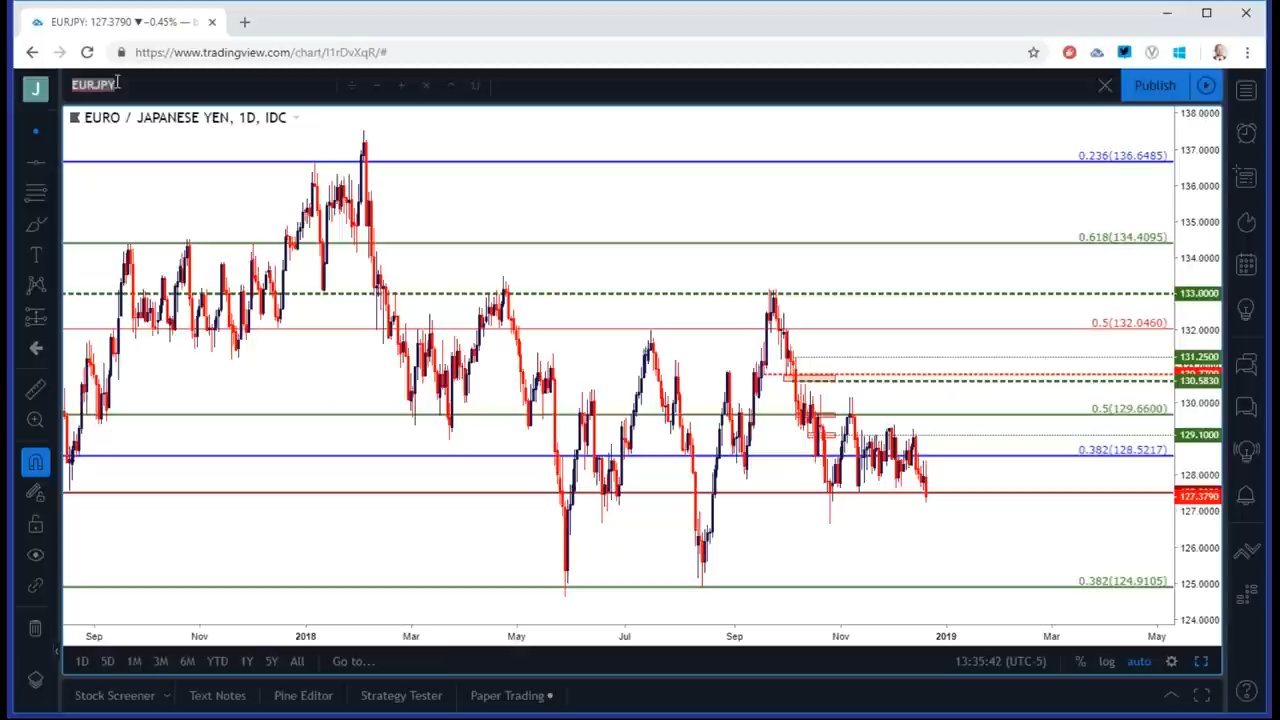 EURJPY: 127.3790 ▼−0.45% —
https://www.tradingview.com/chart/l1rDvXqR/#
J
EURJPY
Publish
EURO / JAPANESE YEN, 1D, IDC
138.0000
137.0000
0.236(136.6485)
136.0000
135.0000
0.618(134.4095)
134.0000
133.0000
0.5(132.0460)
132.0000
131.2500
130.5830
130.0000
0.5(129.6600)
129.1000
0.382(128.5217)
128.0000
127.3790
127.0000
126.0000
125.0000
0.382(124.9105)
124.0000
Sep Nov 2018 Mar May Jul Sep Nov 2019 Mar May
1D 5D 1M 3M 6M YTD 1Y 5Y All Go to... 13:35:42 (UTC-5) % log auto
Stock Screener Text Notes Pine Editor Strategy Tester Paper Trading